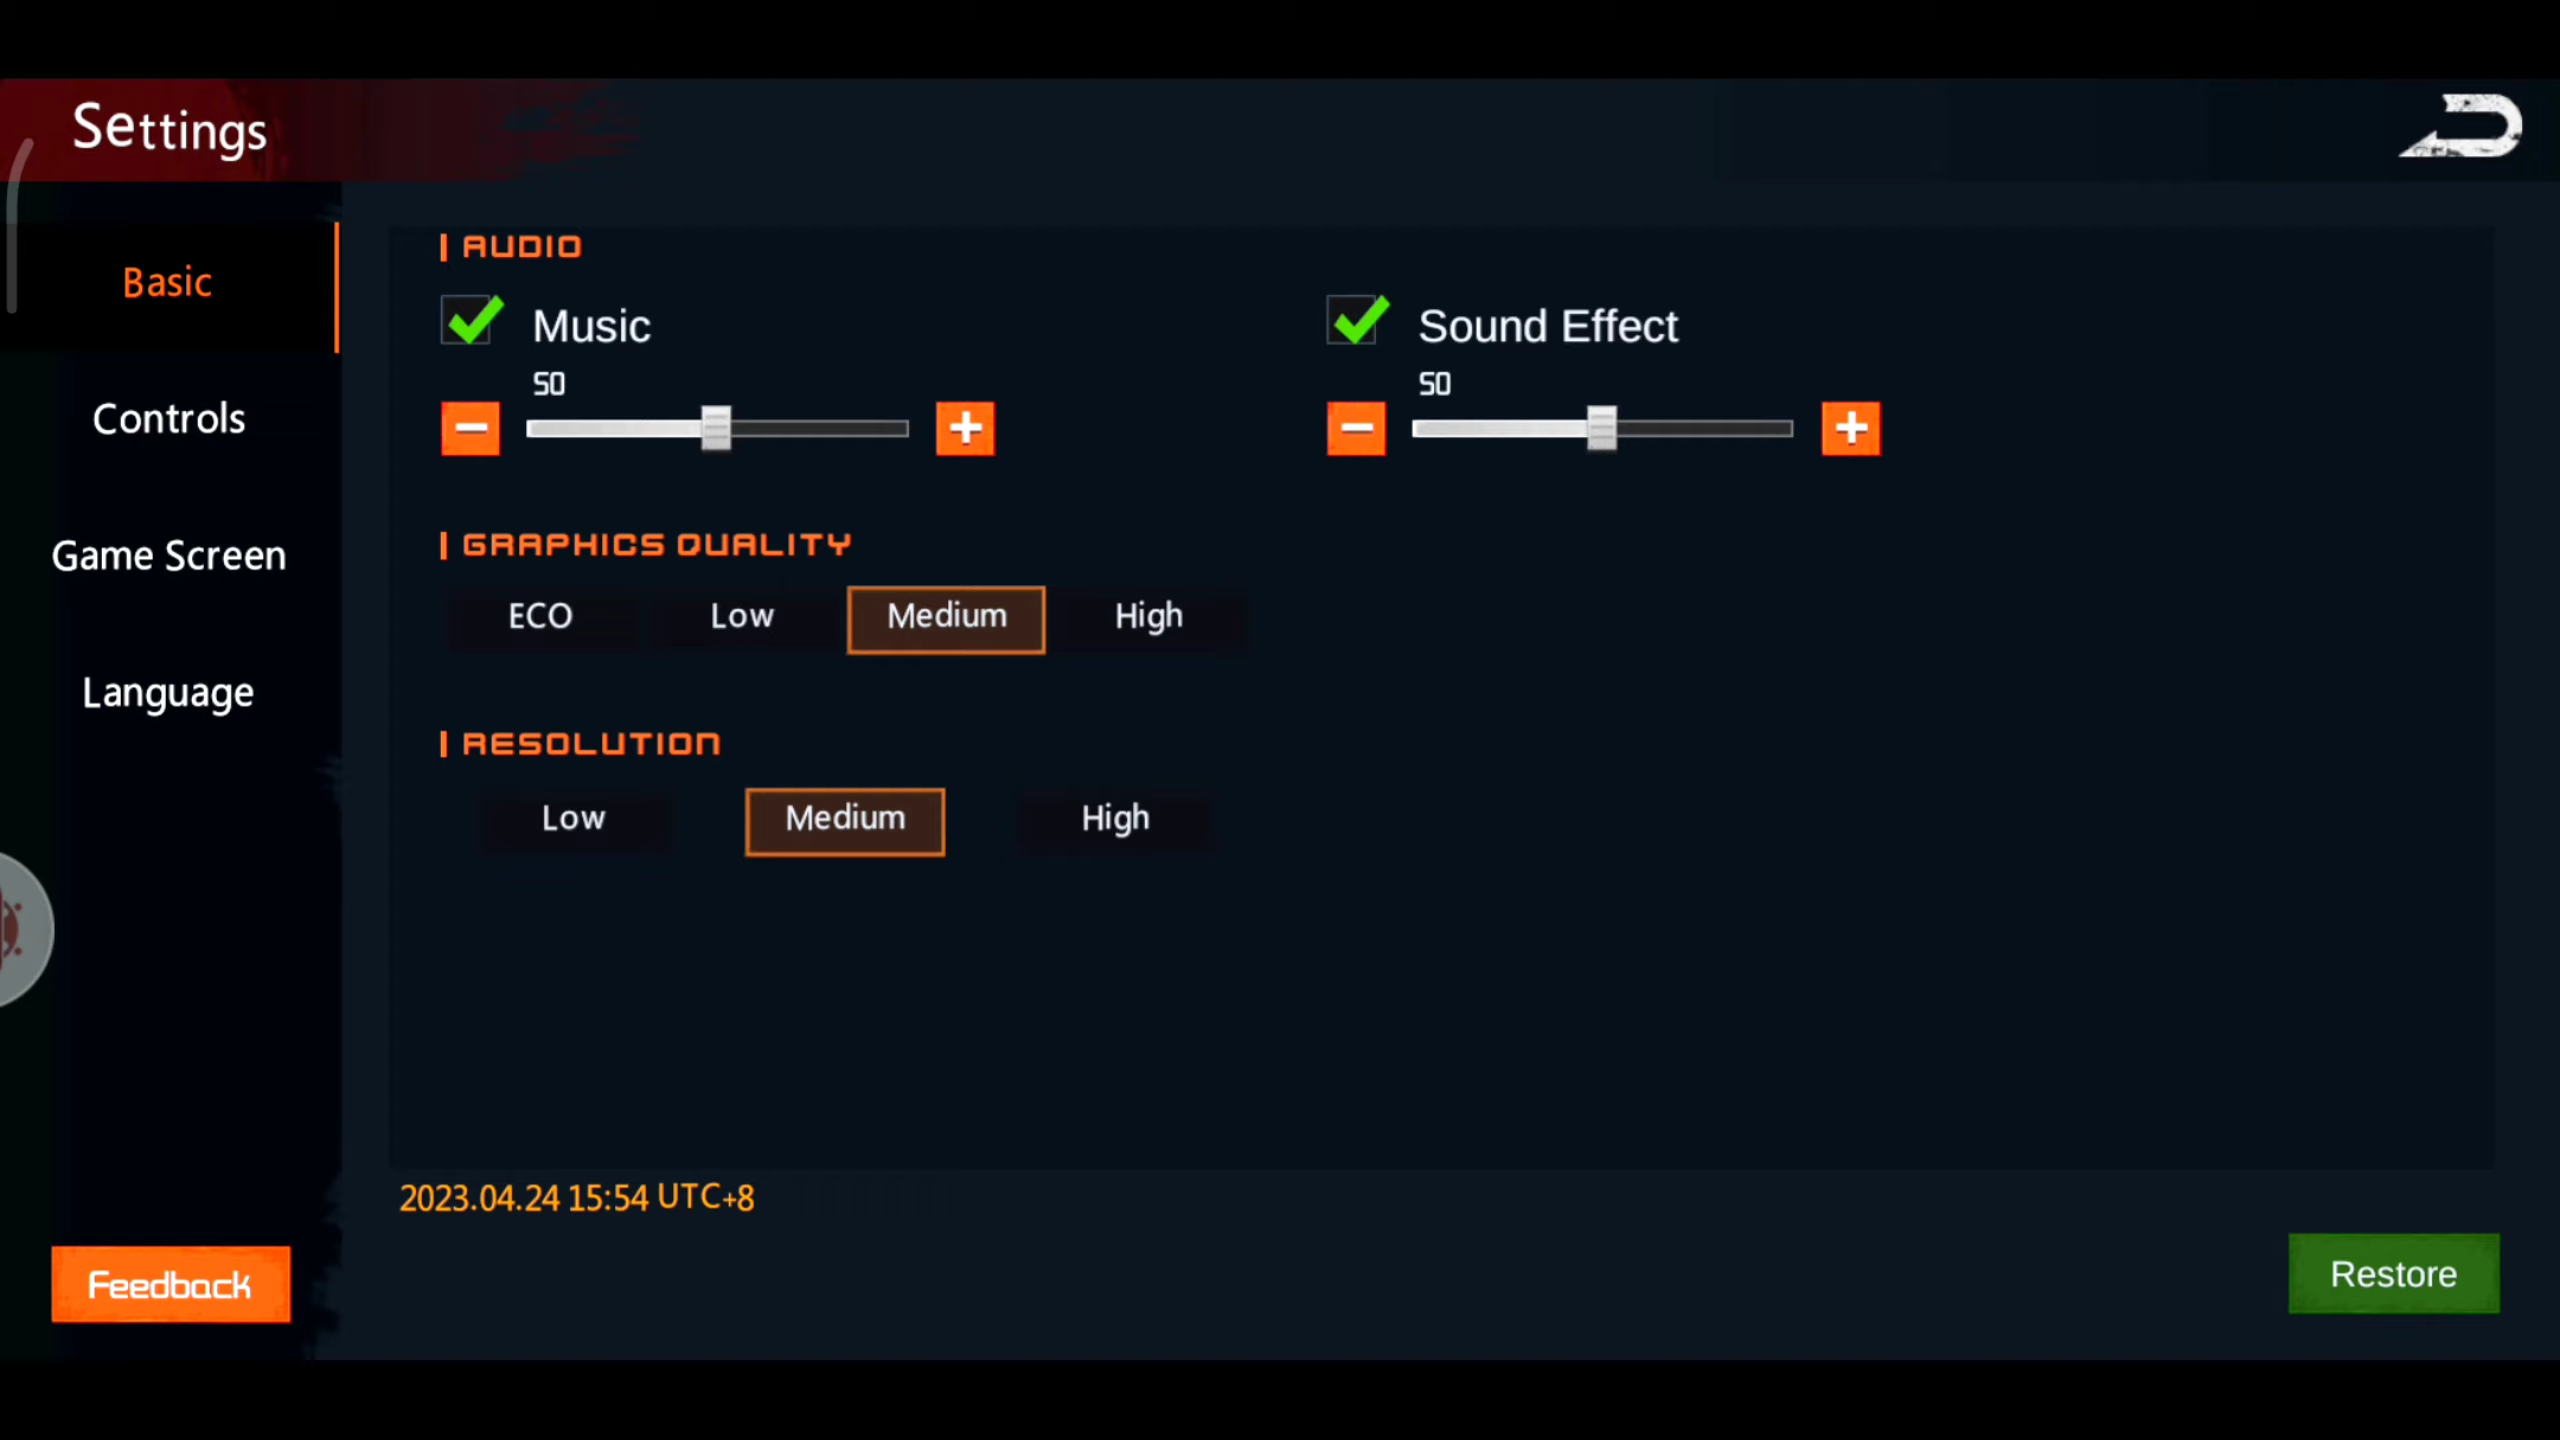 Settings
Basic
Controls
Game Screen
Language
AUDIO
Music
Sound Effect
50
50
GRAPHICS QUALITY
ECO Low Medium High
RESOLUTION
Low Medium High
2023.04.24 15:54 UTC+8
Feedback
Restore